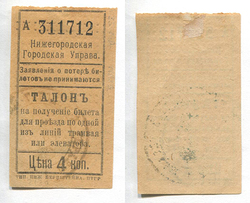 А 311712
Нижегородская
Городская Управа.
Заявленія о потерѣ би-
летовъ не принимаются
ТАЛОНЪ
на полученіе билета
для проѣзда по одной
изъ линій трамвая
или элеватора.
Цѣна 4 коп.